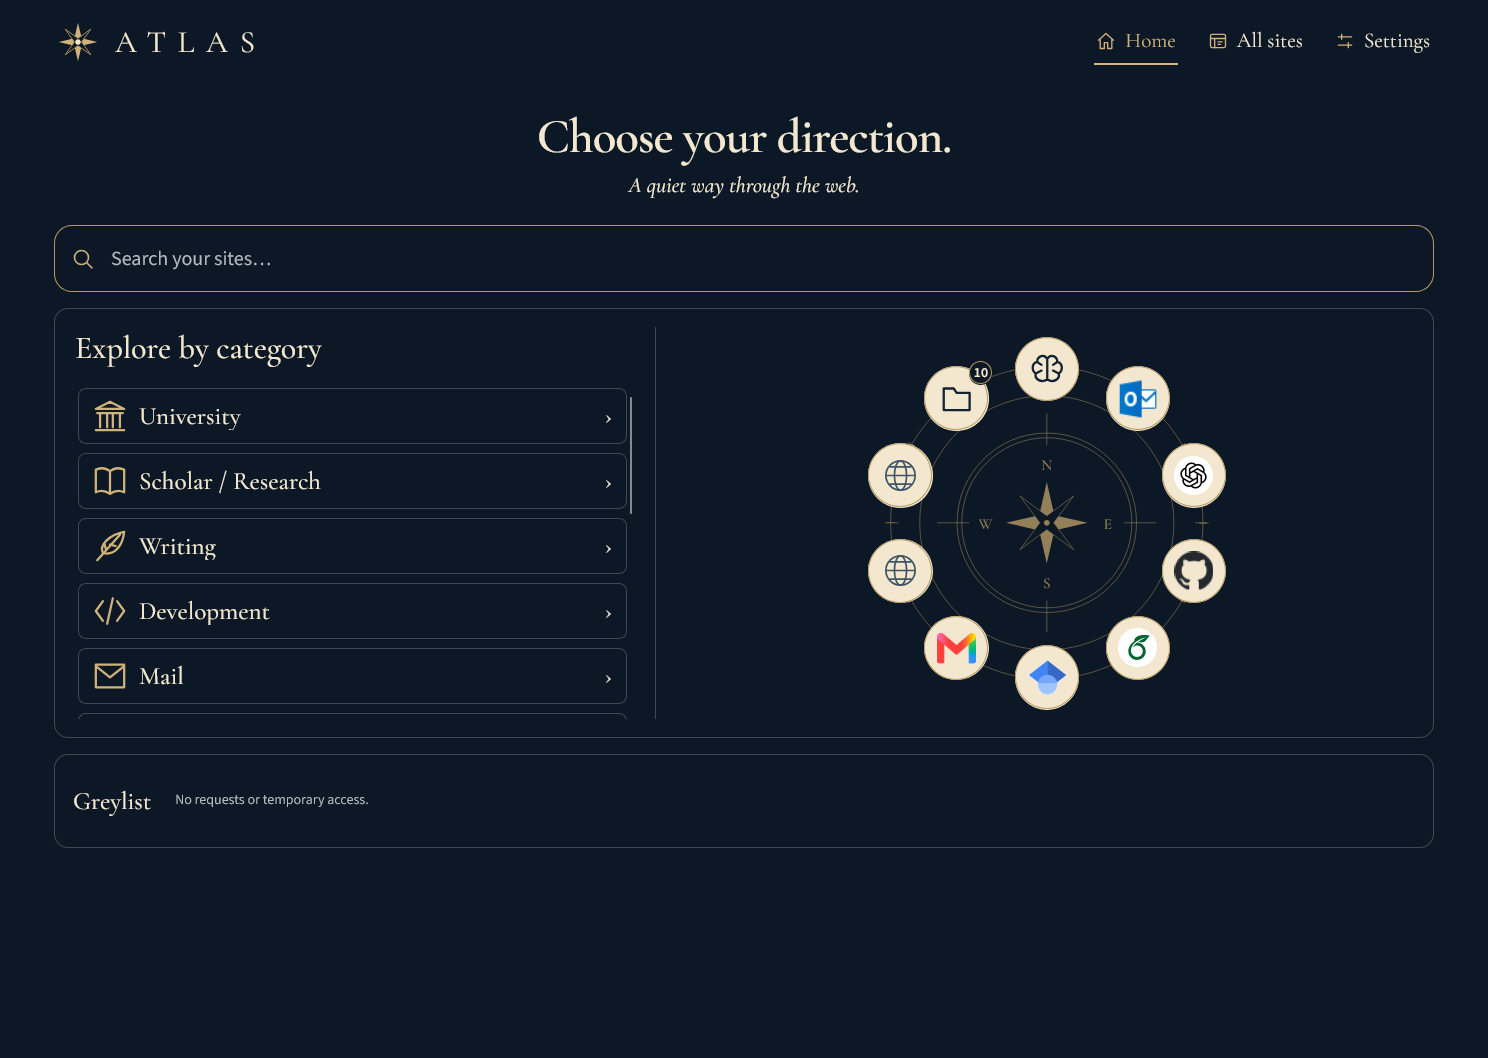 ATLAS
Home
All sites
Settings
Choose your direction.
A quiet way through the web.
Search your sites…
Explore by category
University
Scholar / Research
Writing
Development
Mail
10
N
W
E
S
Greylist
No requests or temporary access.